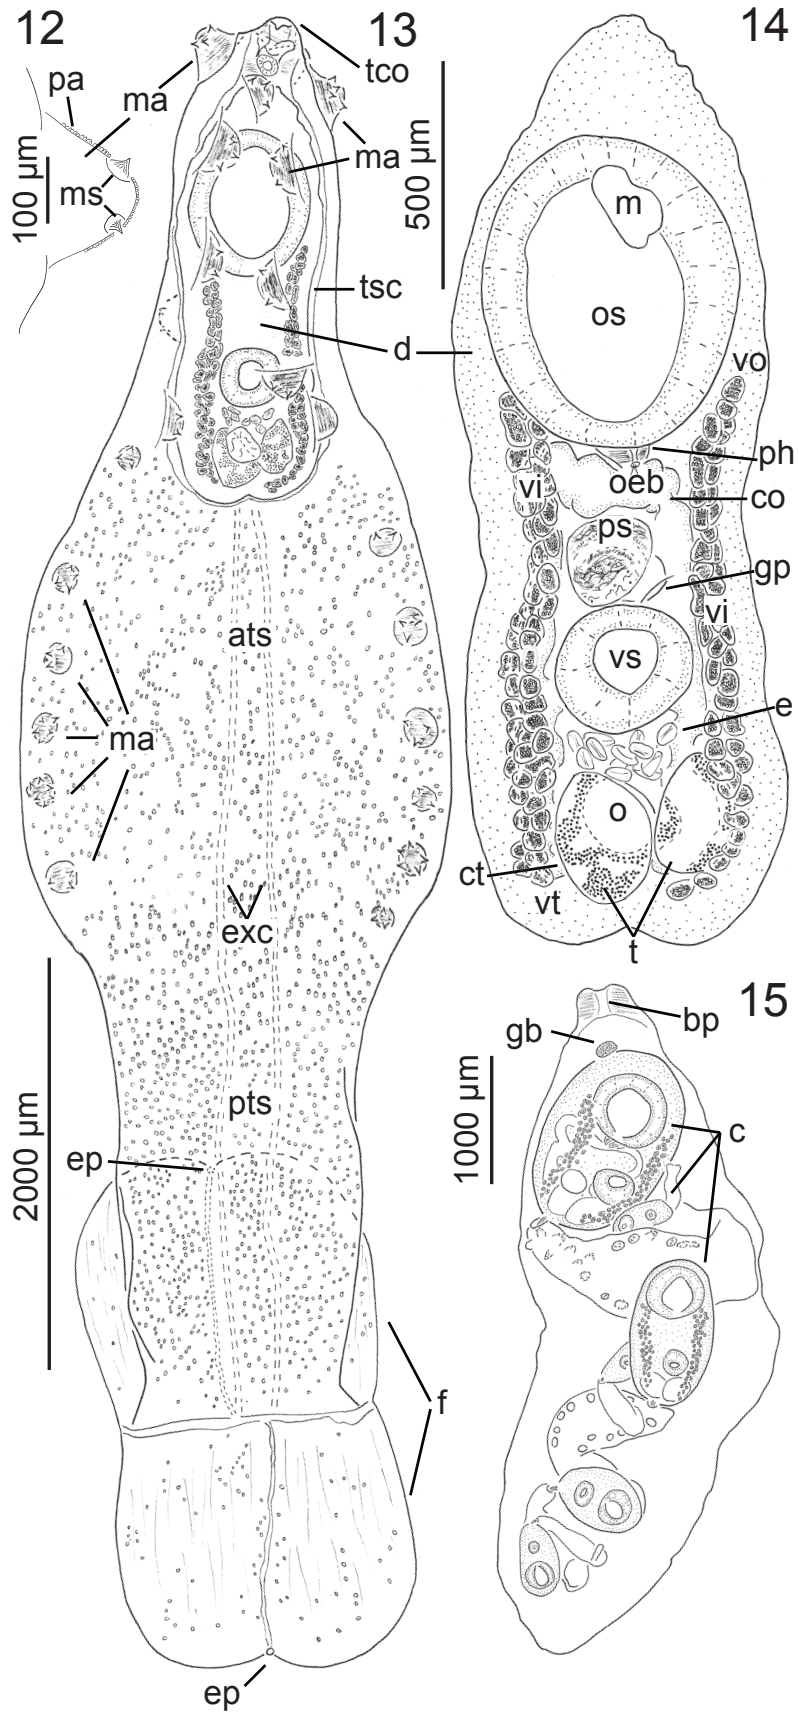 12
pa
ma
ms
100 µm
13
tco
ma
tsc
d
ats
ma
exc
pts
ep
2000 µm
f
ep
14
500 µm
m
os
vo
ph
oeb
vi
co
ps
gp
vi
vs
e
o
ct
vt
t
15
bp
gb
1000 µm
c